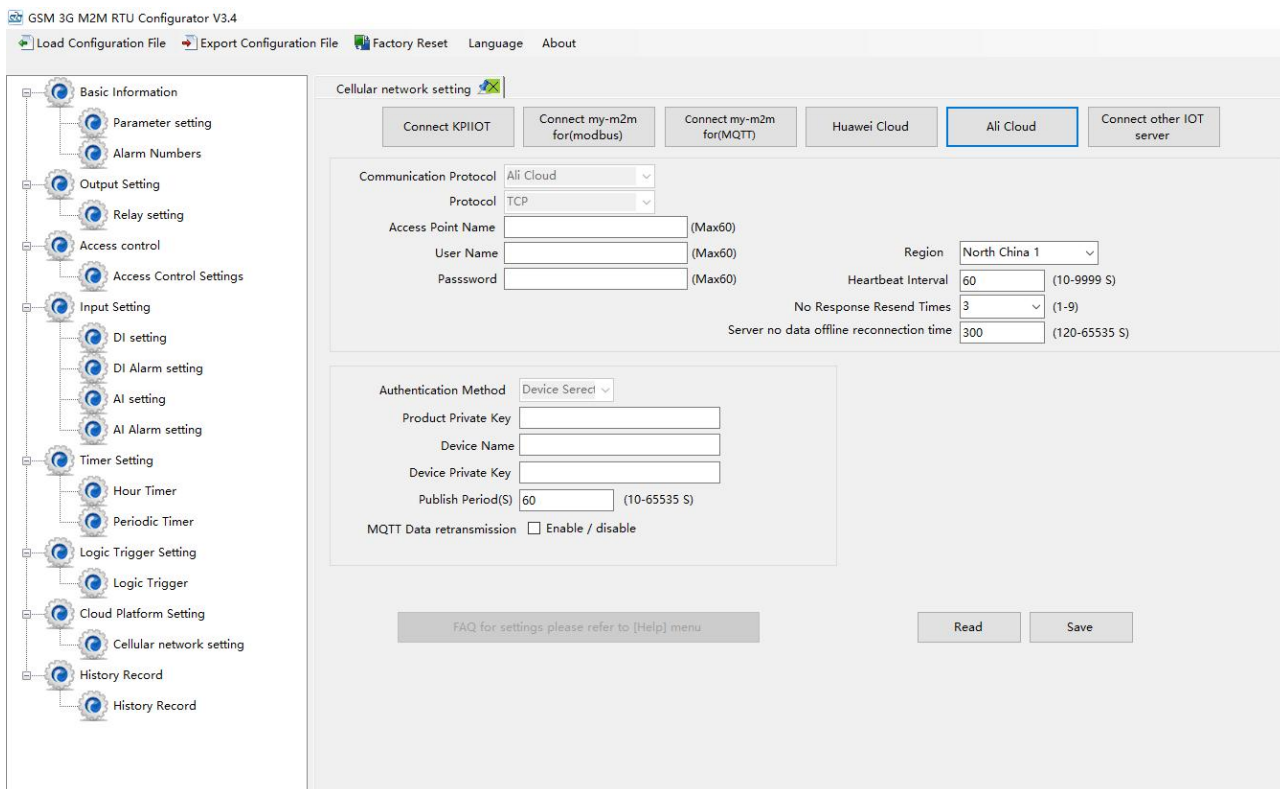 GSM 3G M2M RTU Configurator V3.4
Load Configuration File Export Configuration File Factory Reset Language About
Basic Information
Parameter setting
Alarm Numbers
Output Setting
Relay setting
Access control
Access Control Settings
Input Setting
DI setting
DI Alarm setting
AI setting
AI Alarm setting
Timer Setting
Hour Timer
Periodic Timer
Logic Trigger Setting
Logic Trigger
Cloud Platform Setting
Cellular network setting
History Record
History Record
Cellular network setting
Connect KPIIOT
Connect my-m2m
for(modbus)
Connect my-m2m
for(MQTT)
Huawei Cloud
Ali Cloud
Connect other IOT
server
Communication Protocol Ali Cloud
Protocol TCP
Access Point Name (Max60)
User Name (Max60)
Passsword (Max60)
Region North China 1
Heartbeat Interval 60 (10-9999 S)
No Response Resend Times 3 (1-9)
Server no data offline reconnection time 300 (120-65535 S)
Authentication Method Device Serect
Product Private Key
Device Name
Device Private Key
Publish Period(S) 60 (10-65535 S)
MQTT Data retransmission Enable / disable
FAQ for settings please refer to [Help] menu
Read
Save